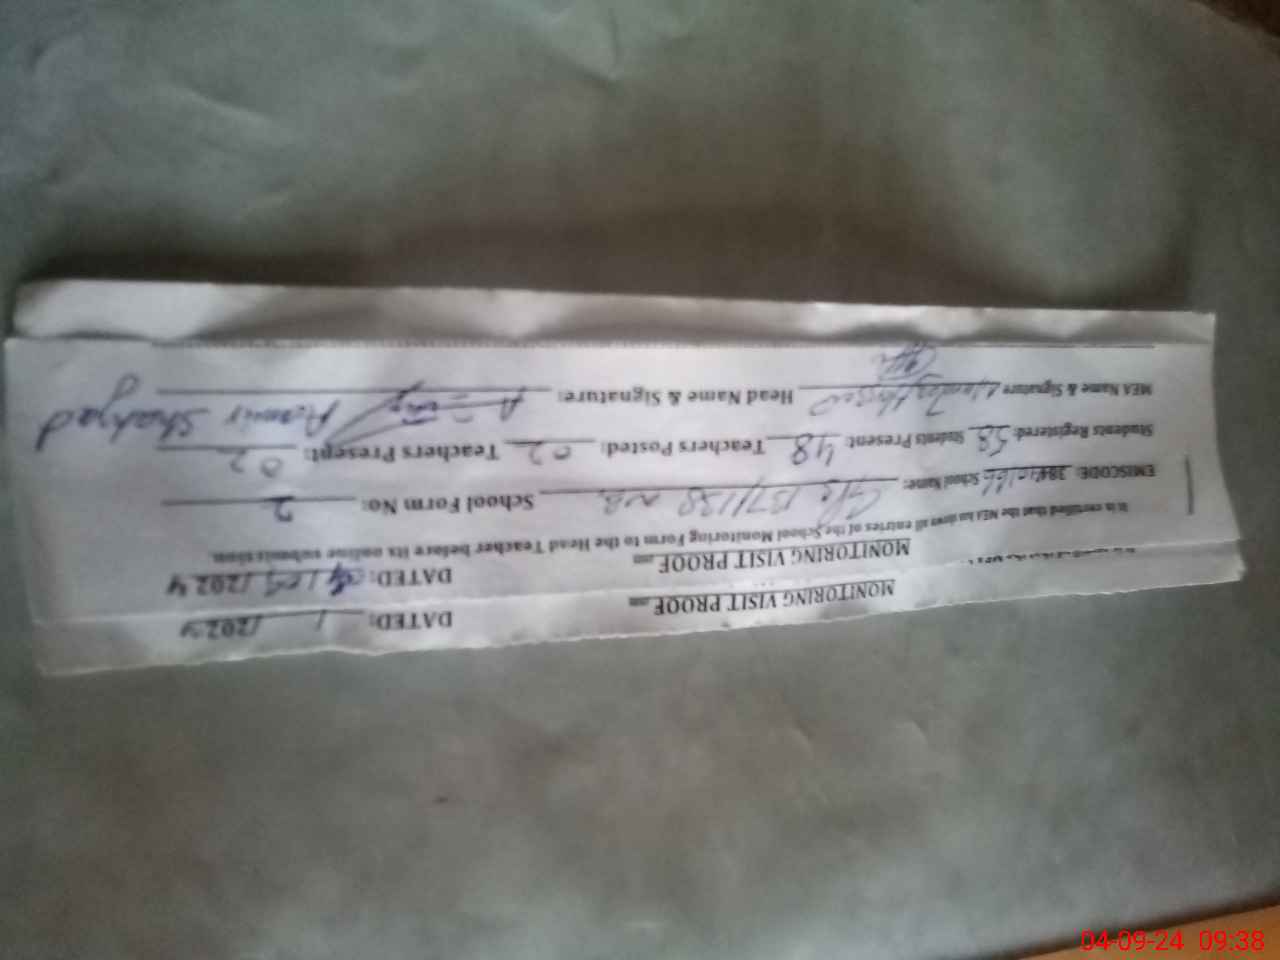 MONITORING VISIT PROOF DATED: / /2024
MONITORING VISIT PROOF DATED: 04/09/2024
It is certified that the MEA has shown all entries of the School Monitoring Form to the Head Teacher before its online submission.
EMISCODE: School Name: School Form No: 2
Students Registered: 58 Students Present: 48 Teachers Posted: 02 Teachers Present: 02
MEA Name & Signature Head Name & Signature: Aamir Shahzad
04-09-24 09:38